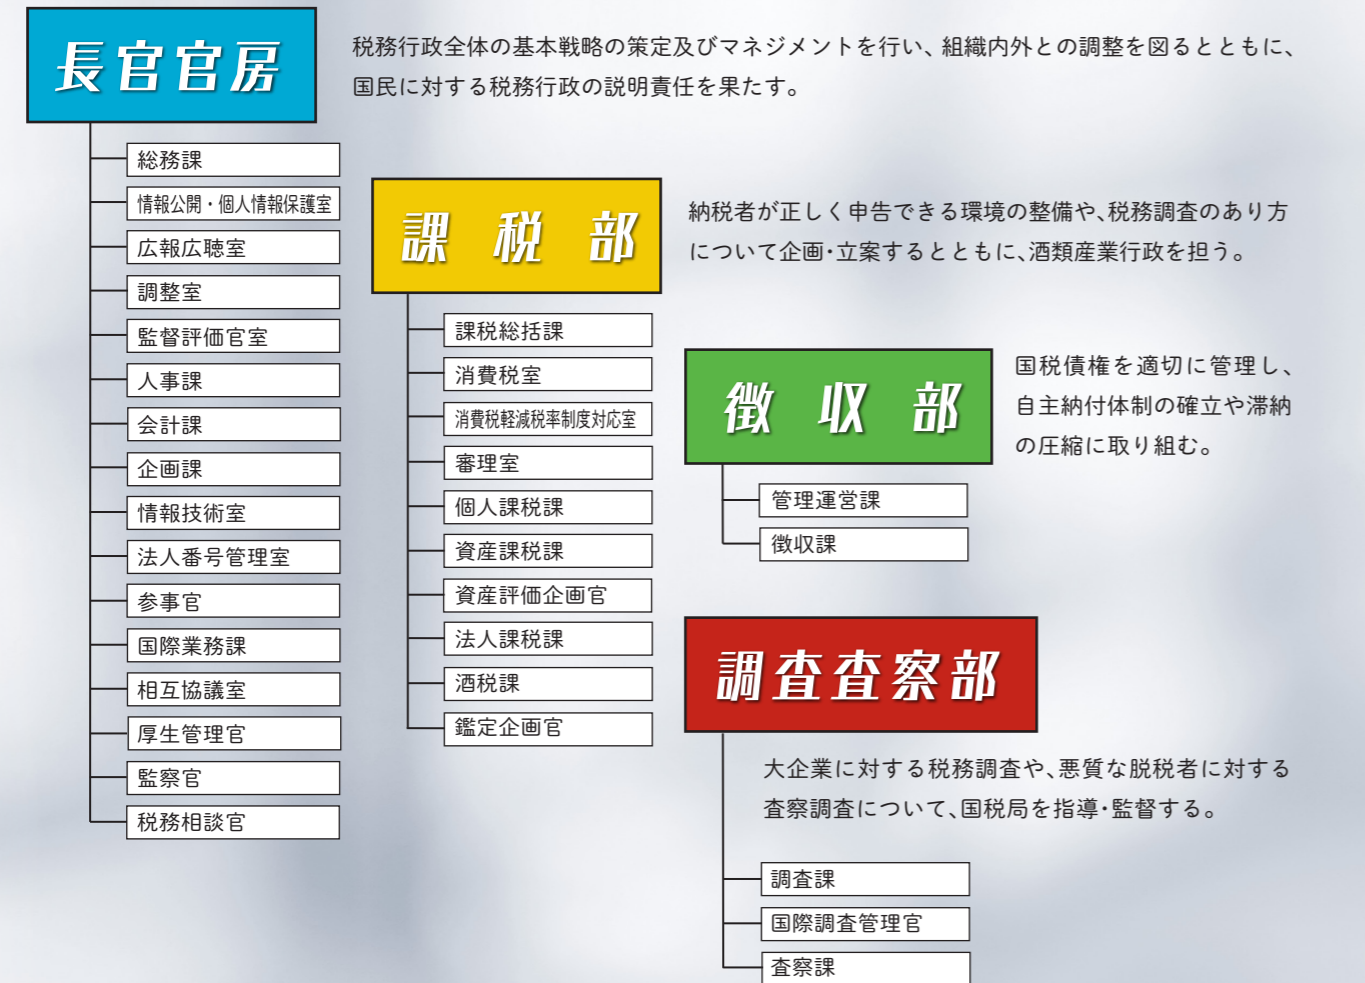 長官官房
税務行政全体の基本戦略の策定及びマネジメントを行い、組織内外との調整を図るとともに、
国民に対する税務行政の説明責任を果たす。
総務課
情報公開・個人情報保護室
広報広聴室
調整室
監督評価官室
人事課
会計課
企画課
情報技術室
法人番号管理室
参事官
国際業務課
相互協議室
厚生管理官
監察官
税務相談官
課税部
納税者が正しく申告できる環境の整備や、税務調査のあり方
について企画・立案するとともに、酒類産業行政を担う。
課税総括課
消費税室
消費税軽減税率制度対応室
審理室
個人課税課
資産課税課
資産評価企画官
法人課税課
酒税課
鑑定企画官
徴収部
国税債権を適切に管理し、
自主納付体制の確立や滞納
の圧縮に取り組む。
管理運営課
徴収課
調査査察部
大企業に対する税務調査や、悪質な脱税者に対する
査察調査について、国税局を指導・監督する。
調査課
国際調査管理官
査察課